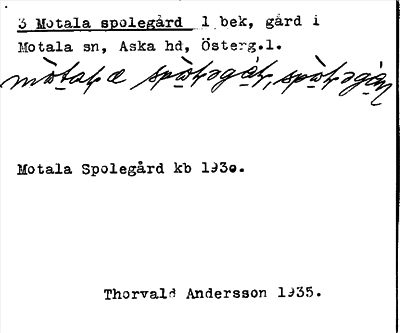 3 Motala spolegård 1 bek, gård i
Motala sn, Aska hd, Österg.l.
Motala Spolegård kb 1930.
Thorvald Andersson 1935.